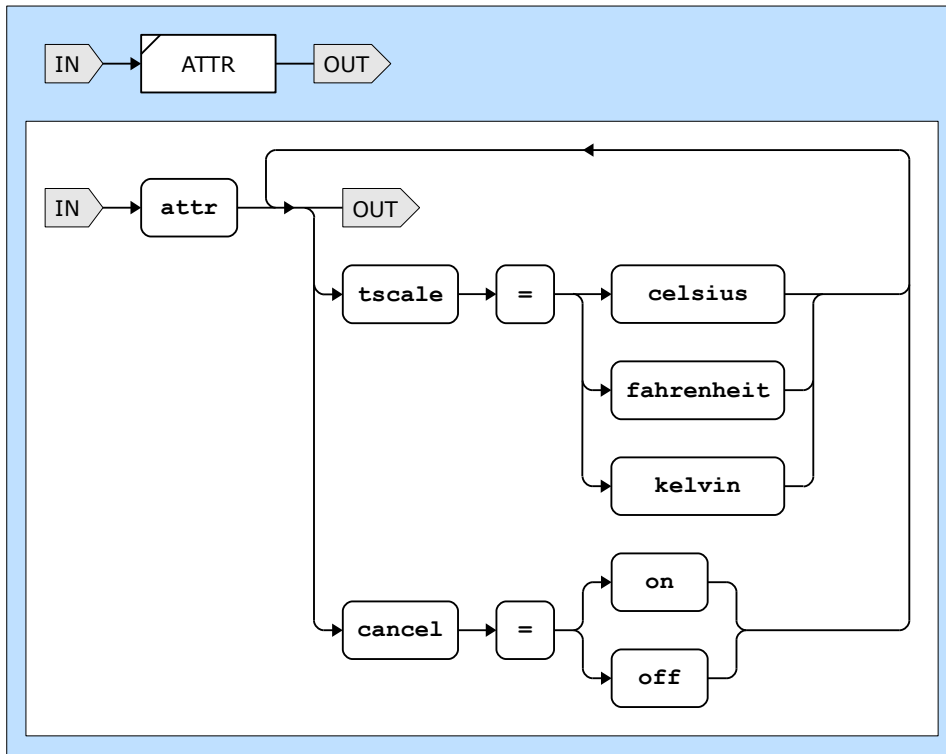 IN ATTR OUT
IN attr OUT
tscale = celsius
fahrenheit
kelvin
on
cancel =
off